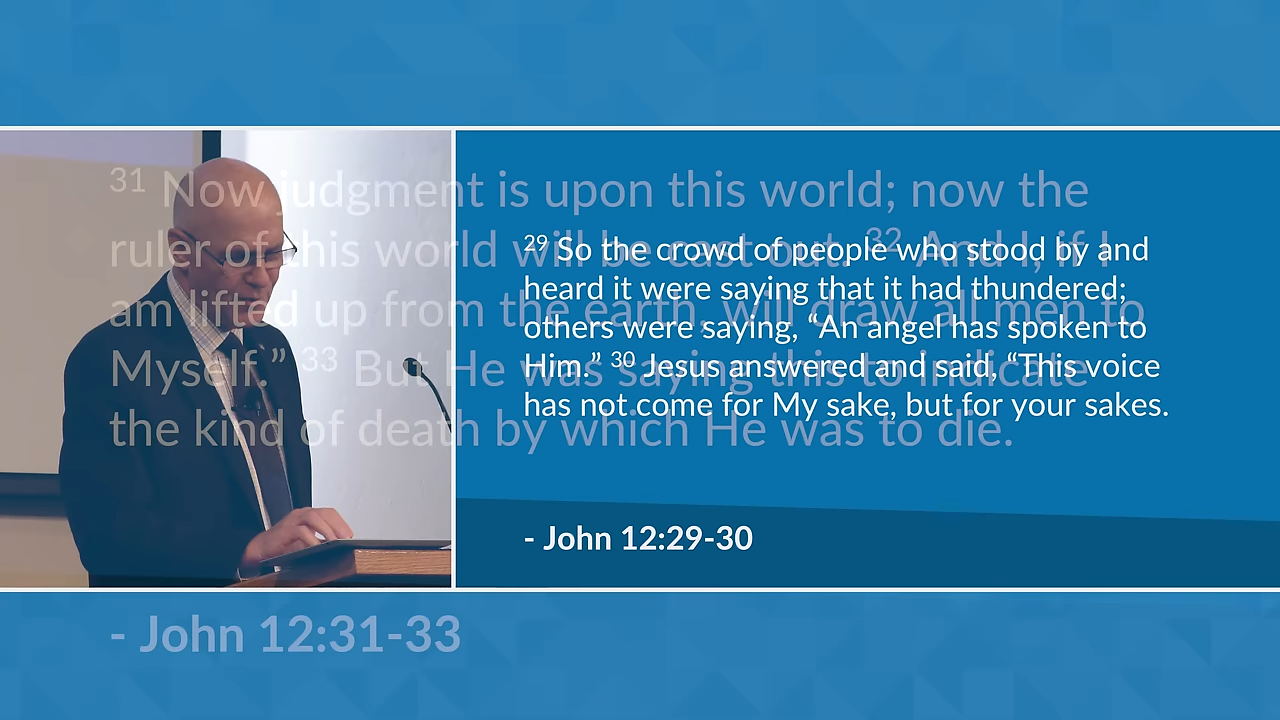 29 So the crowd of people who stood by and
heard it were saying that it had thundered;
others were saying, “An angel has spoken to
Him.” 30 Jesus answered and said, “This voice
has not come for My sake, but for your sakes.
- John 12:29-30
31 Now judgment is upon this world; now the
ruler of this world will be cast out. 32 And I, if I
am lifted up from the earth, will draw all men to
Myself.” 33 But He was saying this to indicate
the kind of death by which He was to die.
- John 12:31-33